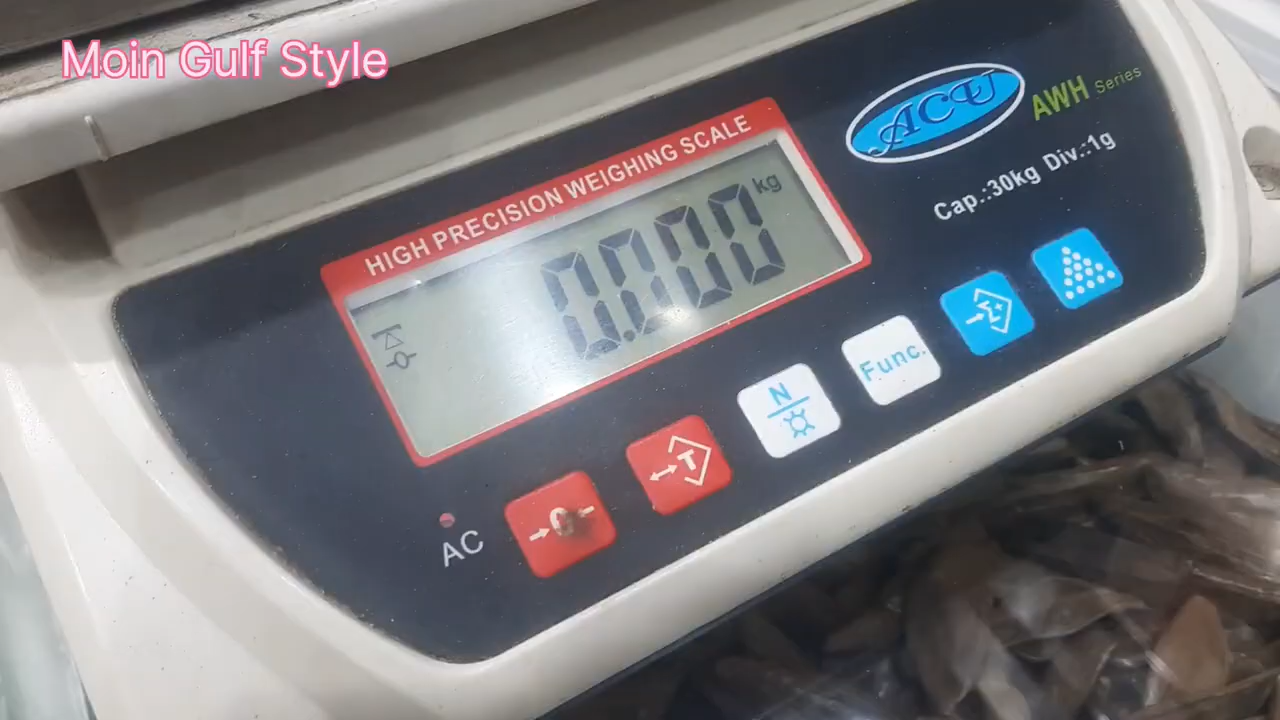 Moin Gulf Style
ACU
AWH Series
HIGH PRECISION WEIGHING SCALE
Cap.:30kg Div.:1g
0.000 kg
Func.
N
T
Σ+
AC
0